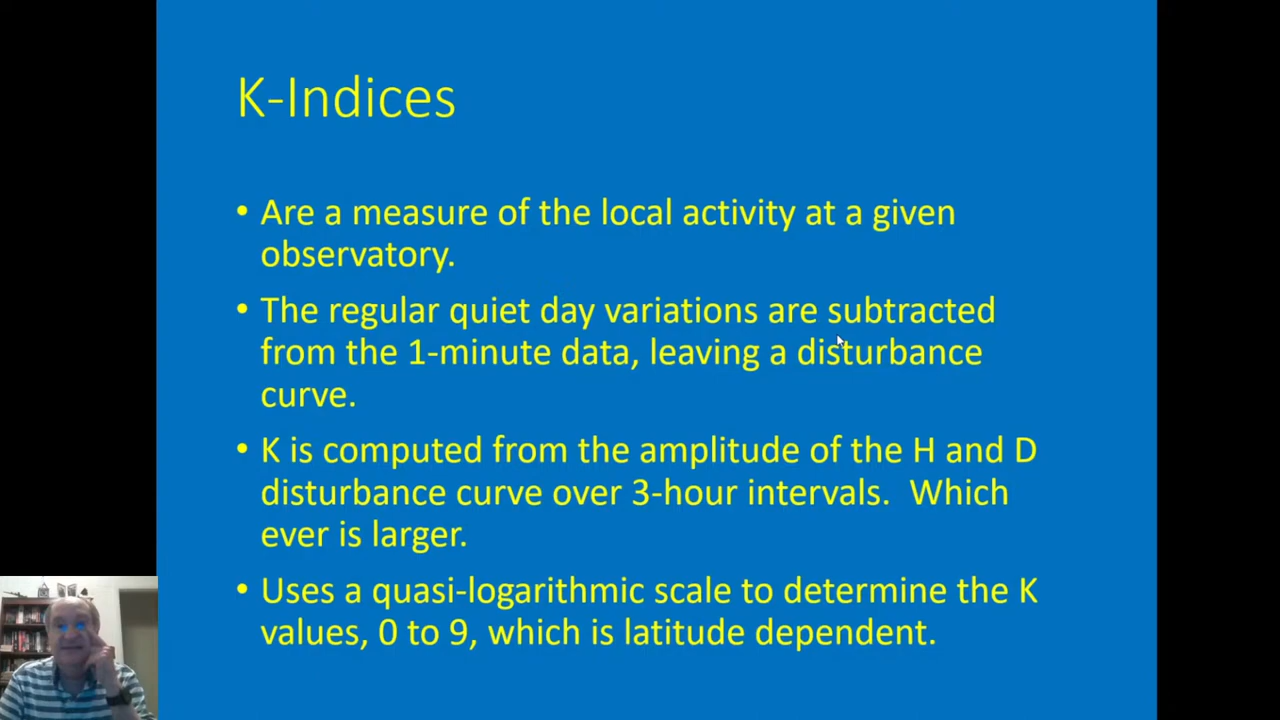 K-Indices
• Are a measure of the local activity at a given
observatory.
• The regular quiet day variations are subtracted
from the 1-minute data, leaving a disturbance
curve.
• K is computed from the amplitude of the H and D
disturbance curve over 3-hour intervals.  Which
ever is larger.
• Uses a quasi-logarithmic scale to determine the K
values, 0 to 9, which is latitude dependent.